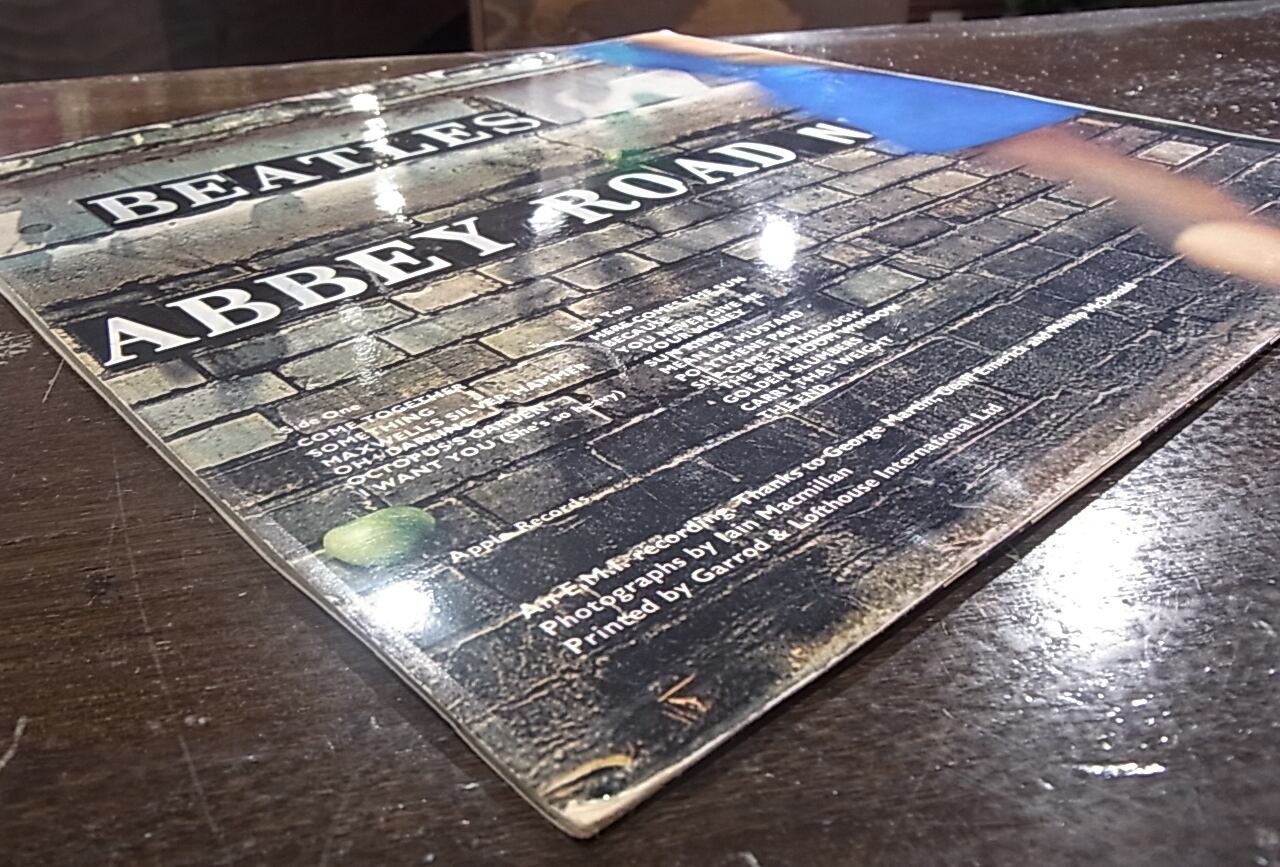 BEATLES
ABBEY ROAD N
Side One
COME TOGETHER
SOMETHING
MAXWELL'S SILVER HAMMER
OH! DARLING
OCTOPUS'S GARDEN
I WANT YOU (She's so heavy)
Side Two
HERE COMES THE SUN
BECAUSE
YOU NEVER GIVE ME
YOUR MONEY
SUN KING
MEAN MR MUSTARD
POLYTHENE PAM
SHE CAME IN THROUGH
THE BATHROOM WINDOW
GOLDEN SLUMBERS
CARRY THAT WEIGHT
THE END
Apple Records
An E.M.I. recording. Thanks to George Martin, Geoff Emerick and Phillip McDonald
Photographs by Iain Macmillan
Printed by Garrod & Lofthouse International Ltd